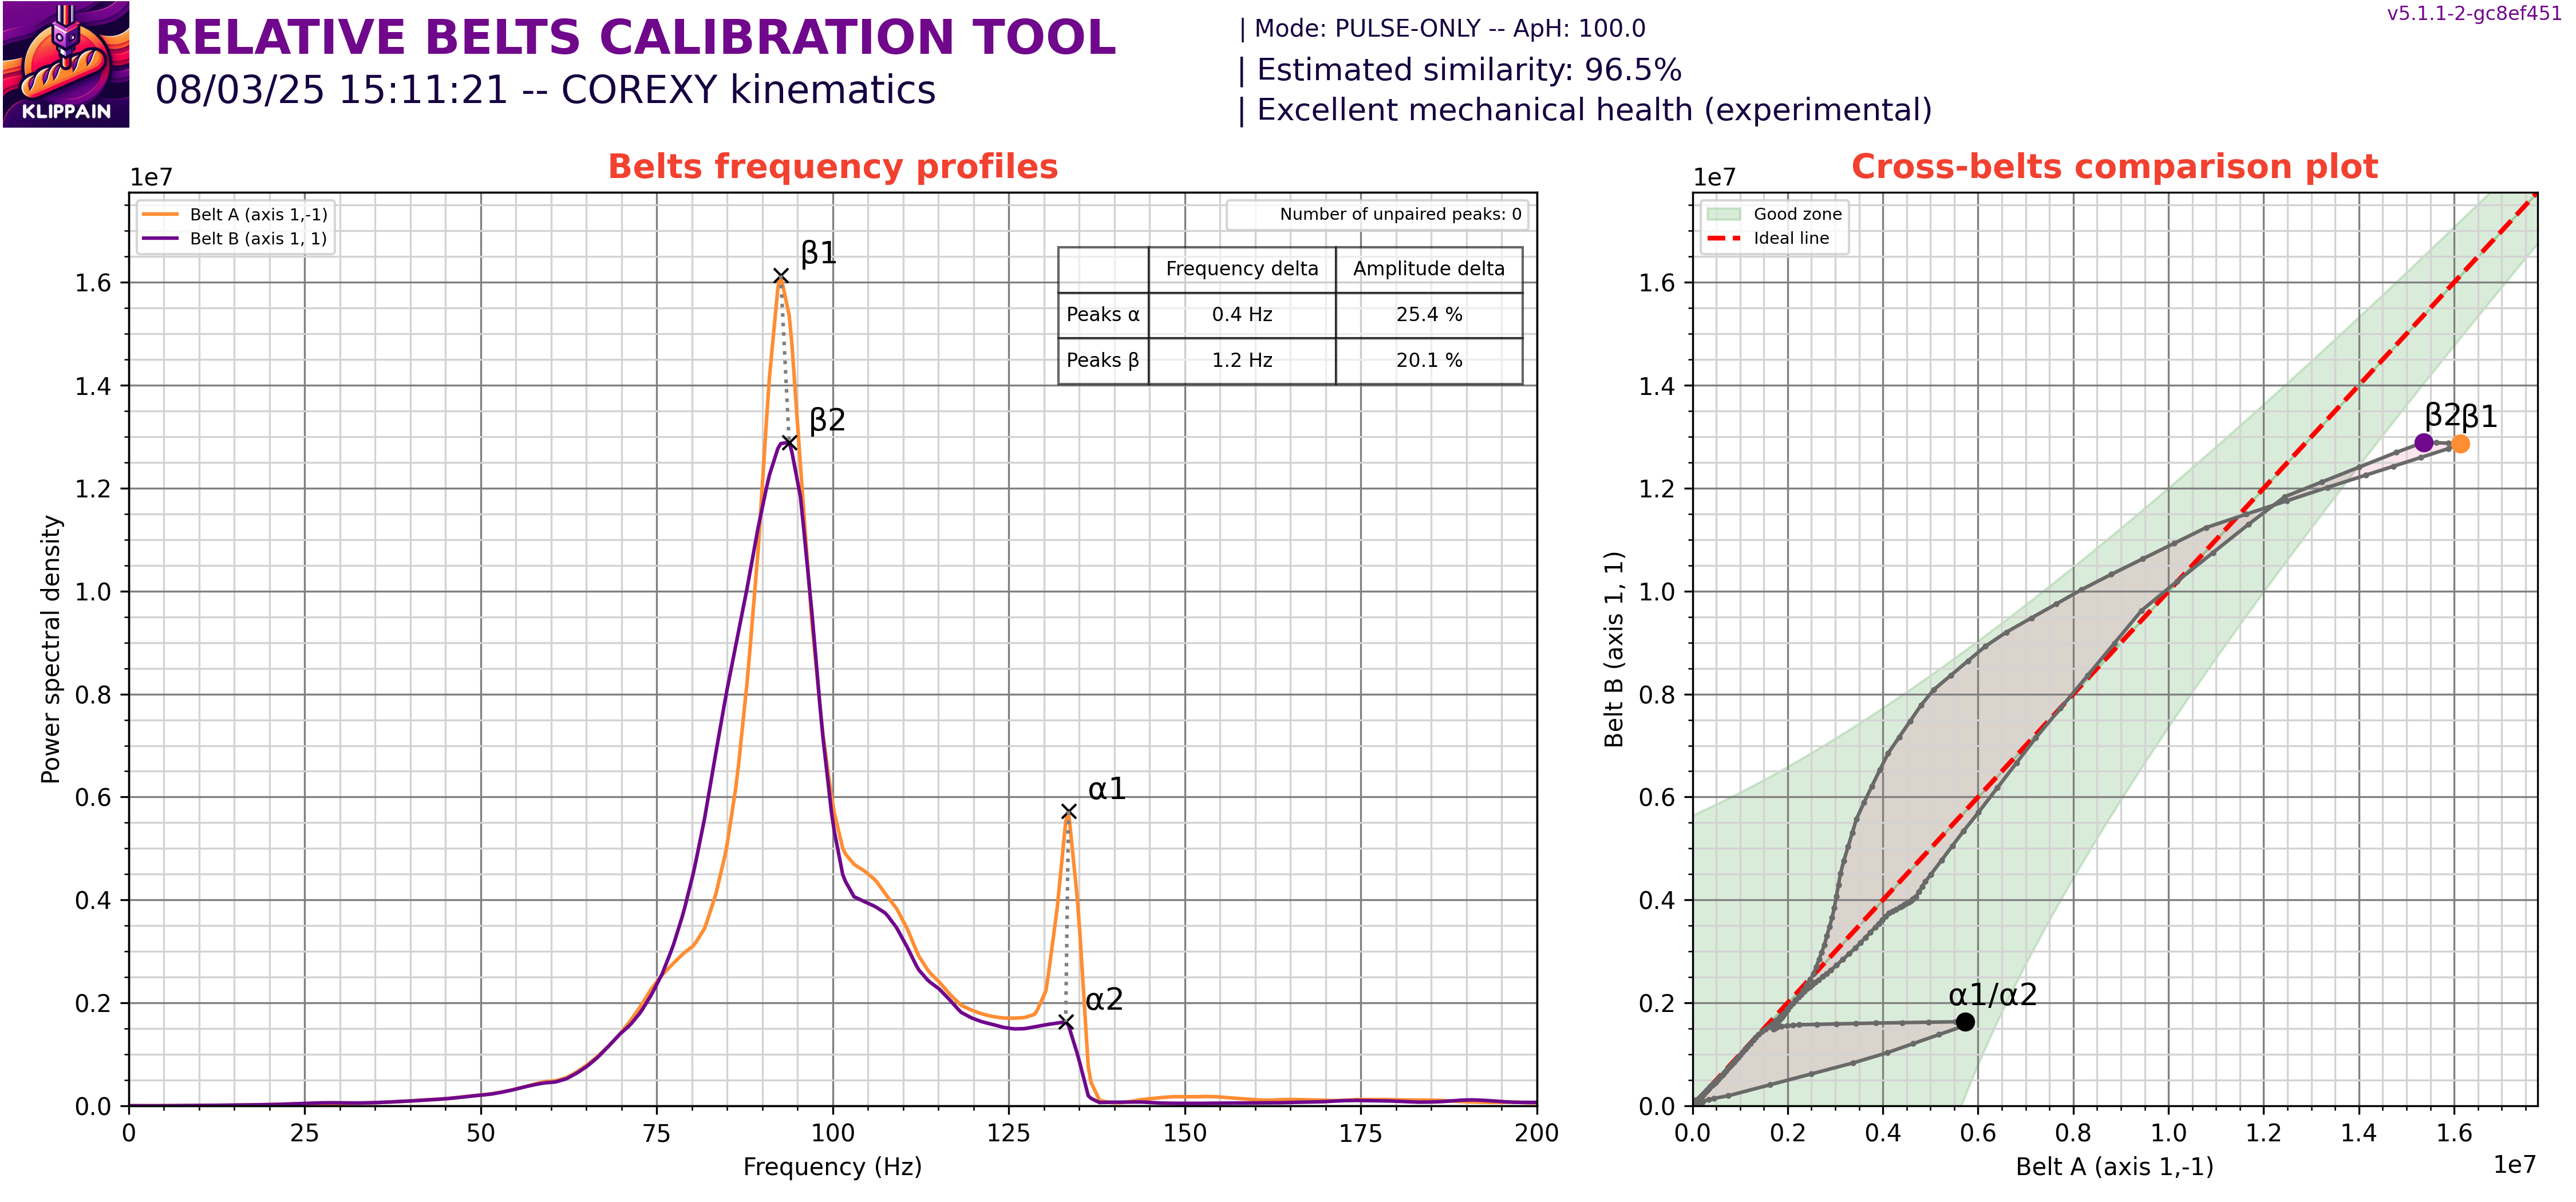 KLIPPAIN
RELATIVE BELTS CALIBRATION TOOL
08/03/25 15:11:21 -- COREXY kinematics
| Mode: PULSE-ONLY -- ApH: 100.0
| Estimated similarity: 96.5%
| Excellent mechanical health (experimental)
v5.1.1-2-gc8ef451
Belts frequency profiles
1e7
Belt A (axis 1,-1)
Belt B (axis 1, 1)
Number of unpaired peaks: 0
Frequency delta Amplitude delta
Peaks α 0.4 Hz 25.4 %
Peaks β 1.2 Hz 20.1 %
β1
β2
α1
α2
1.6
1.4
1.2
1.0
0.8
0.6
0.4
0.2
0.0
Power spectral density
0 25 50 75 100 125 150 175 200
Frequency (Hz)
Cross-belts comparison plot
1e7
Good zone
Ideal line
β2 β1
α1/α2
1.6
1.4
1.2
1.0
0.8
0.6
0.4
0.2
0.0
Belt B (axis 1, 1)
0.0 0.2 0.4 0.6 0.8 1.0 1.2 1.4 1.6
Belt A (axis 1,-1)
1e7